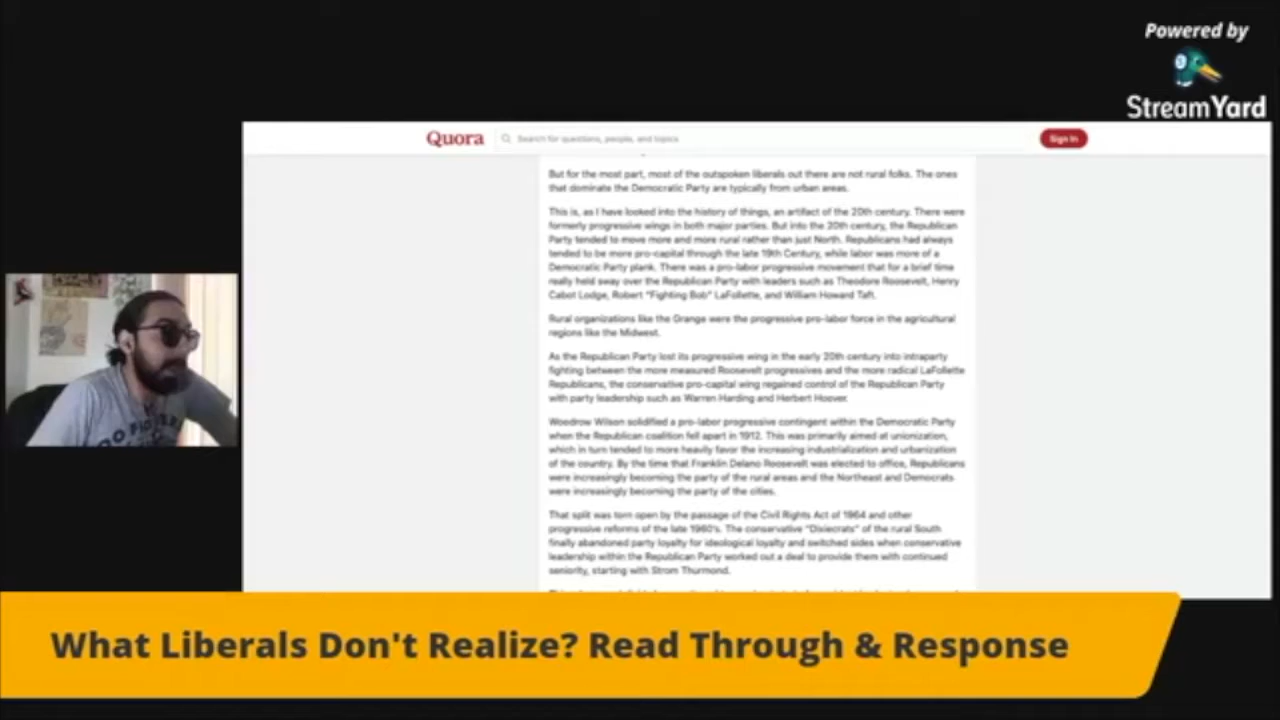 Powered by
StreamYard
Quora
Search for questions, people, and topics
Sign In
But for the most part, most of the outspoken liberals out there are not rural folks. The ones
that dominate the Democratic Party are typically from urban areas.
This is, as I have looked into the history of things, an artifact of the 20th century. There were
formerly progressive wings in both major parties. But into the 20th century, the Republican
Party tended to move more and more rural rather than just North. Republicans had always
tended to be more pro-capital through the late 19th Century, while labor was more of a
Democratic Party plank. There was a pro-labor progressive movement that for a brief time
really held sway over the Republican Party with leaders such as Theodore Roosevelt, Henry
Cabot Lodge, Robert "Fighting Bob" LaFollette, and William Howard Taft.
Rural organizations like the Grange were the progressive pro-labor force in the agricultural
regions like the Midwest.
As the Republican Party lost its progressive wing in the early 20th century into intraparty
fighting between the more measured Roosevelt progressives and the more radical LaFollette
Republicans, the conservative pro-capital wing regained control of the Republican Party
with party leadership such as Warren Harding and Herbert Hoover.
Woodrow Wilson solidified a pro-labor progressive contingent within the Democratic Party
when the Republican coalition fell apart in 1912. This was primarily aimed at unionization,
which in turn tended to more heavily favor the increasing industrialization and urbanization
of the country. By the time that Franklin Delano Roosevelt was elected to office, Republicans
were increasingly becoming the party of the rural areas and the Northeast and Democrats
were increasingly becoming the party of the cities.
That split was torn open by the passage of the Civil Rights Act of 1964 and other
progressive reforms of the late 1960's. The conservative "Dixiecrats" of the rural South
finally abandoned party loyalty for ideological loyalty and switched sides when conservative
leadership within the Republican Party worked out a deal to provide them with continued
seniority, starting with Strom Thurmond.
What Liberals Don't Realize? Read Through & Response